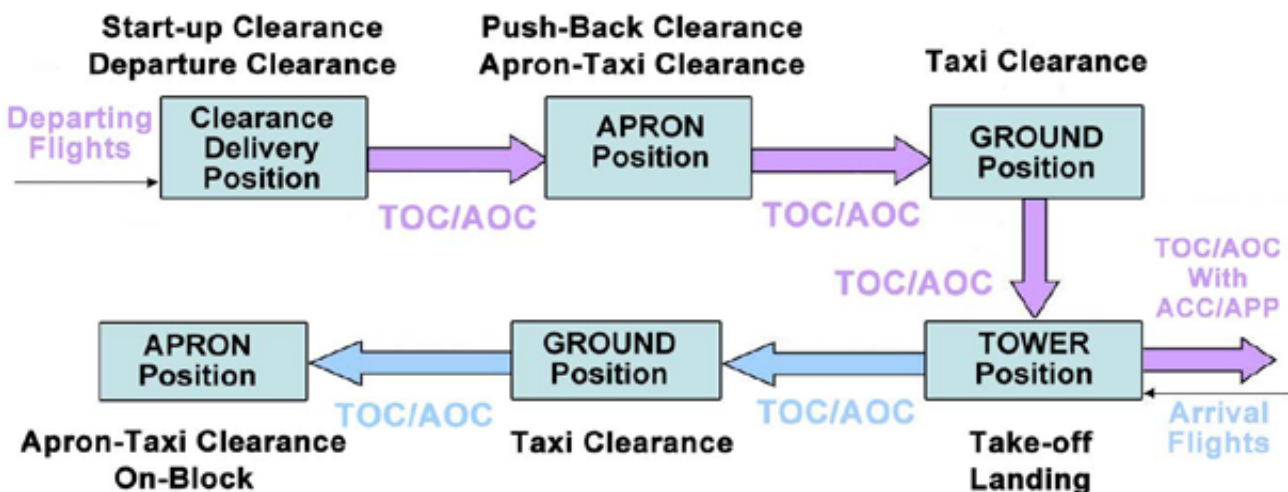 Start-up Clearance
Departure Clearance
Push-Back Clearance
Apron-Taxi Clearance
Taxi Clearance
Departing
Flights
Clearance
Delivery
Position
APRON
Position
GROUND
Position
TOC/AOC
TOC/AOC
TOC/AOC
TOC/AOC
With
ACC/APP
APRON
Position
GROUND
Position
TOWER
Position
TOC/AOC
TOC/AOC
Arrival
Flights
Apron-Taxi Clearance
On-Block
Taxi Clearance
Take-off
Landing